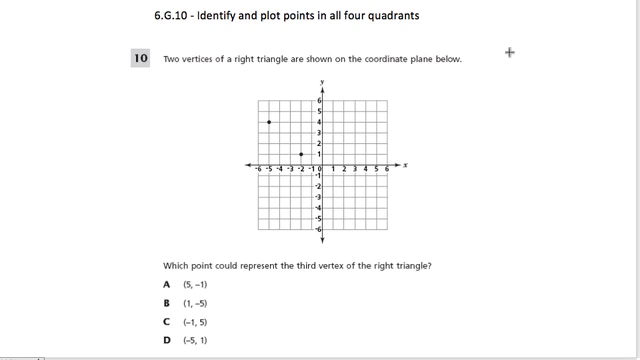 6.G.10 - Identify and plot points in all four quadrants
10 Two vertices of a right triangle are shown on the coordinate plane below.
y
6
5
4
3
2
1
-6 -5 -4 -3 -2 -1 0 1 2 3 4 5 6 x
-1
-2
-3
-4
-5
-6
Which point could represent the third vertex of the right triangle?
A (5, –1)
B (1, –5)
C (–1, 5)
D (–5, 1)